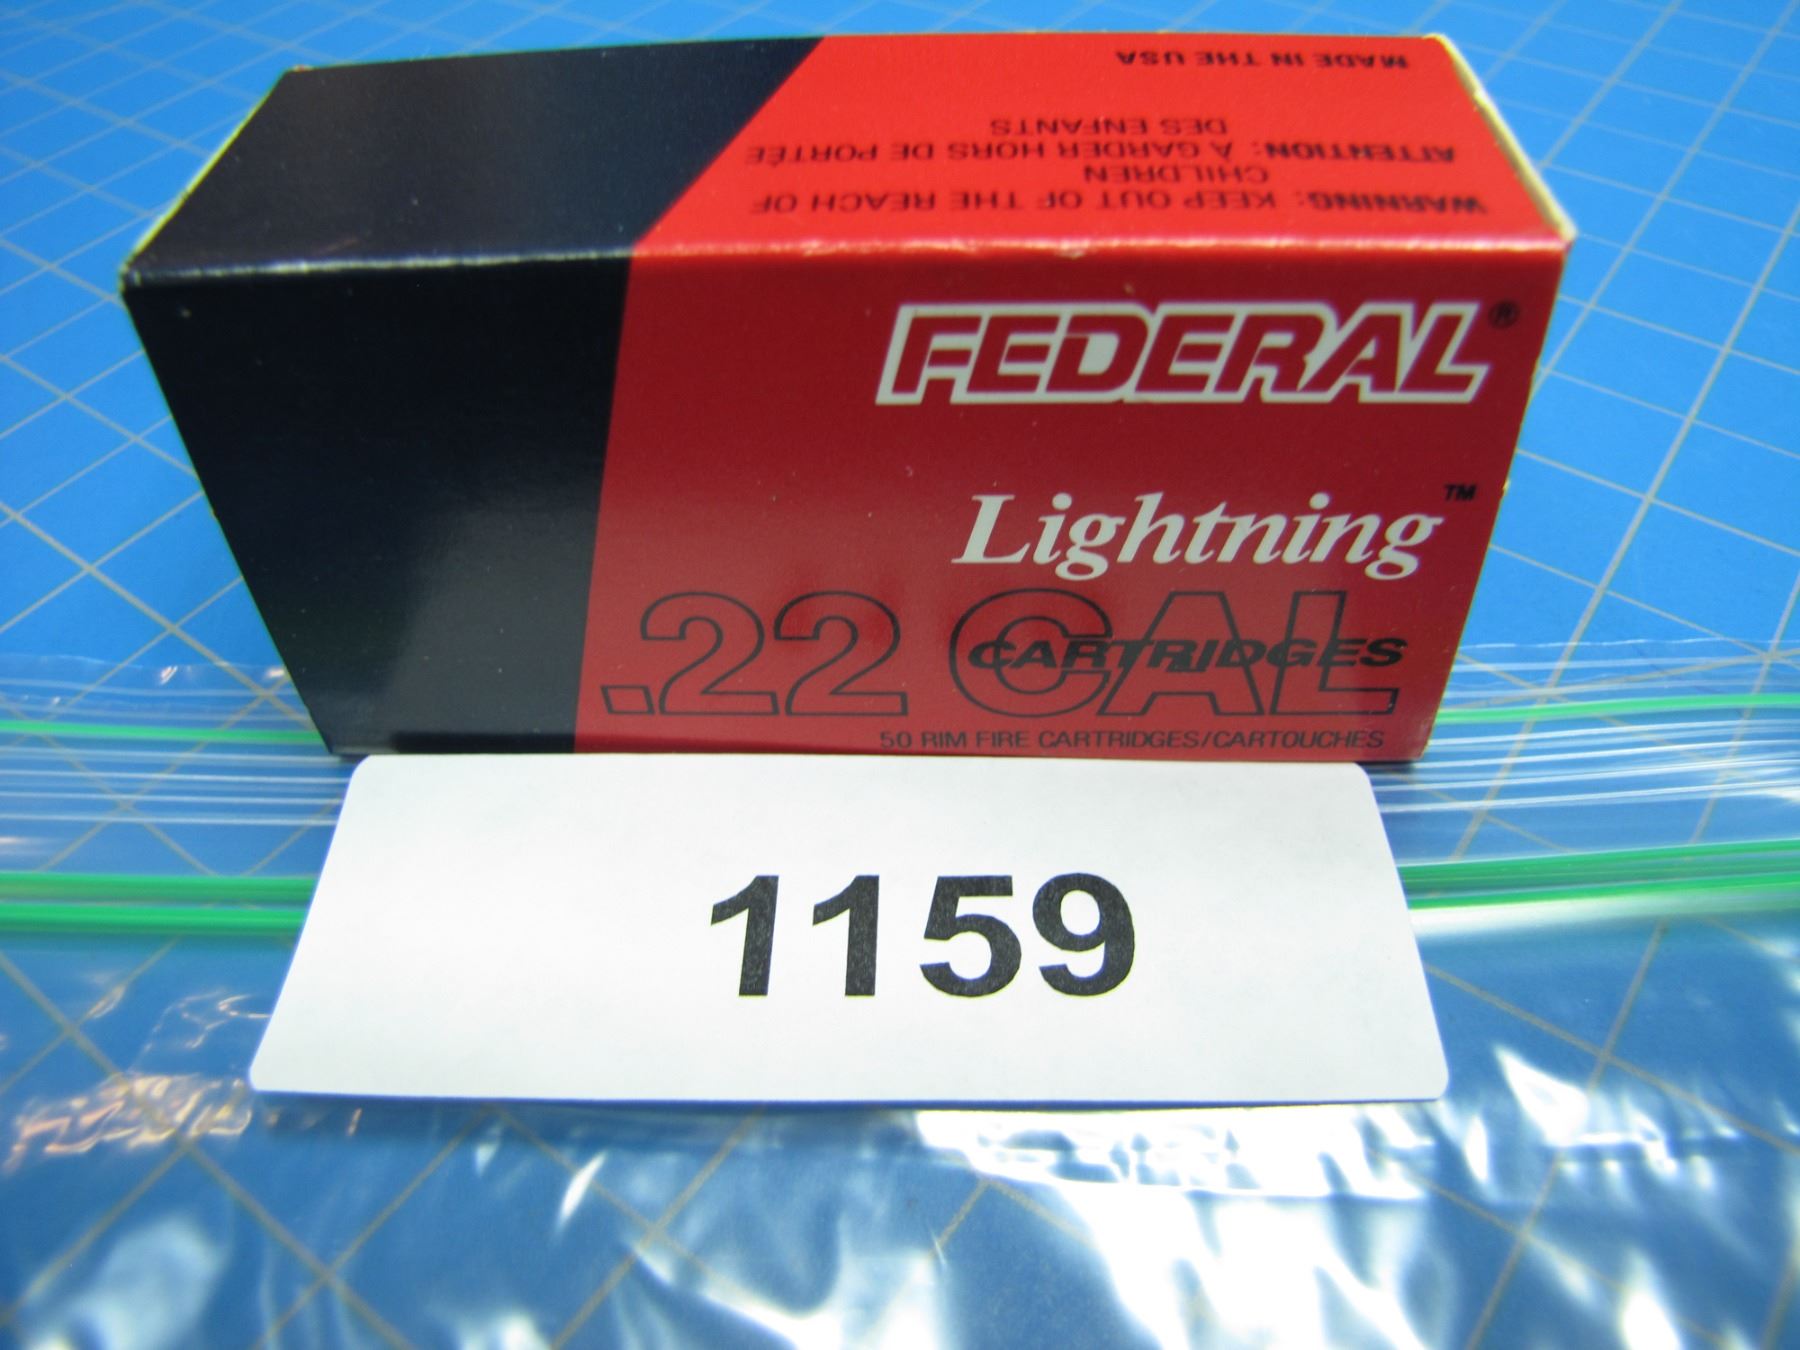 WARNING: KEEP OUT OF THE REACH OF
CHILDREN
ATTENTION: À GARDER HORS DE PORTÉE
DES ENFANTS
MADE IN THE USA
FEDERAL®
Lightning™
.22 CAL
CARTRIDGES
50 RIM FIRE CARTRIDGES/CARTOUCHES
1159